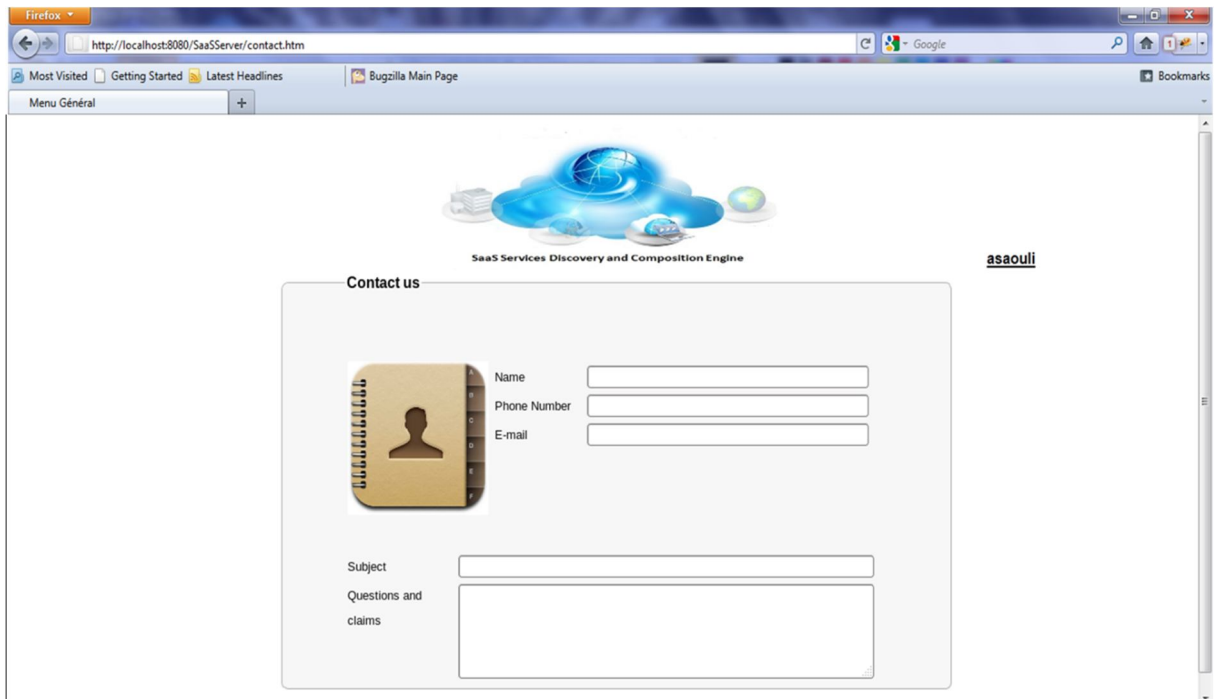 Firefox
http://localhost:8080/SaaSServer/contact.htm
Google
Most Visited Getting Started Latest Headlines Bugzilla Main Page Bookmarks
Menu Général
SaaS Services Discovery and Composition Engine
asaouli
Contact us
A
B
C
D
E
F
Name
Phone Number
E-mail
Subject
Questions and
claims